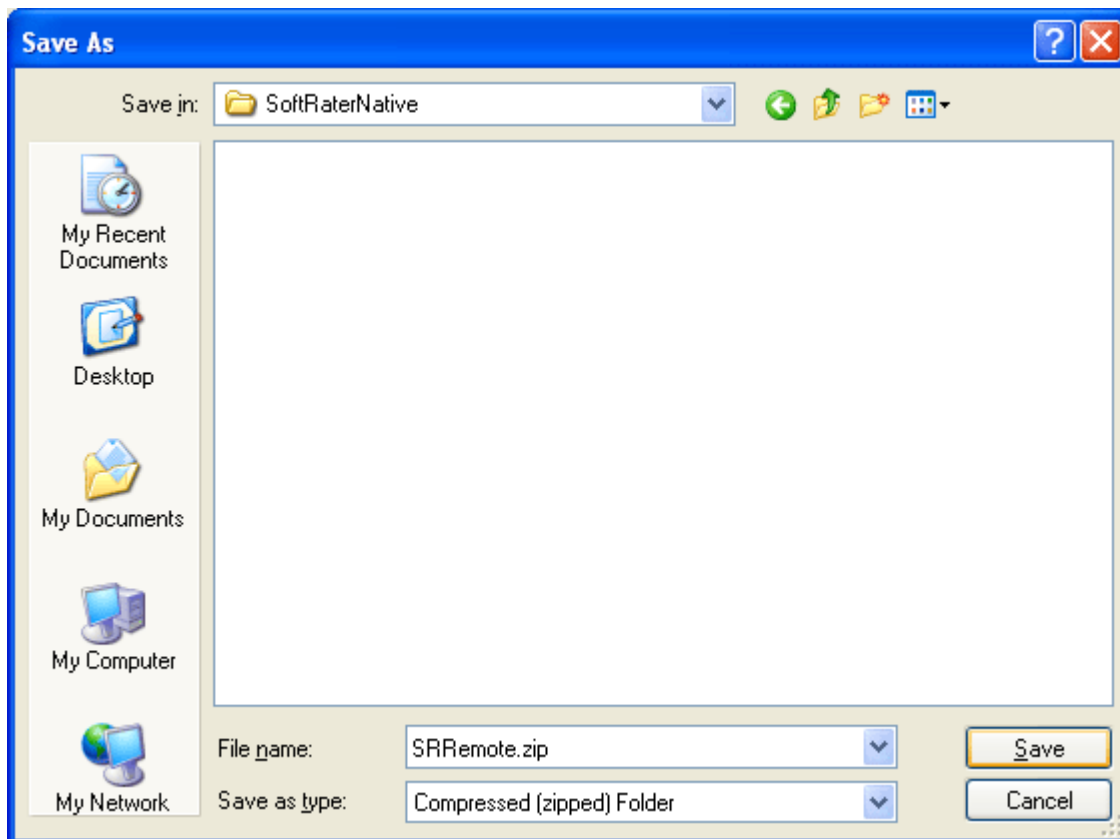 Save As
Save in: SoftRaterNative
My Recent
Documents
Desktop
My Documents
My Computer
My Network
File name: SRRemote.zip Save
Save as type: Compressed (zipped) Folder Cancel